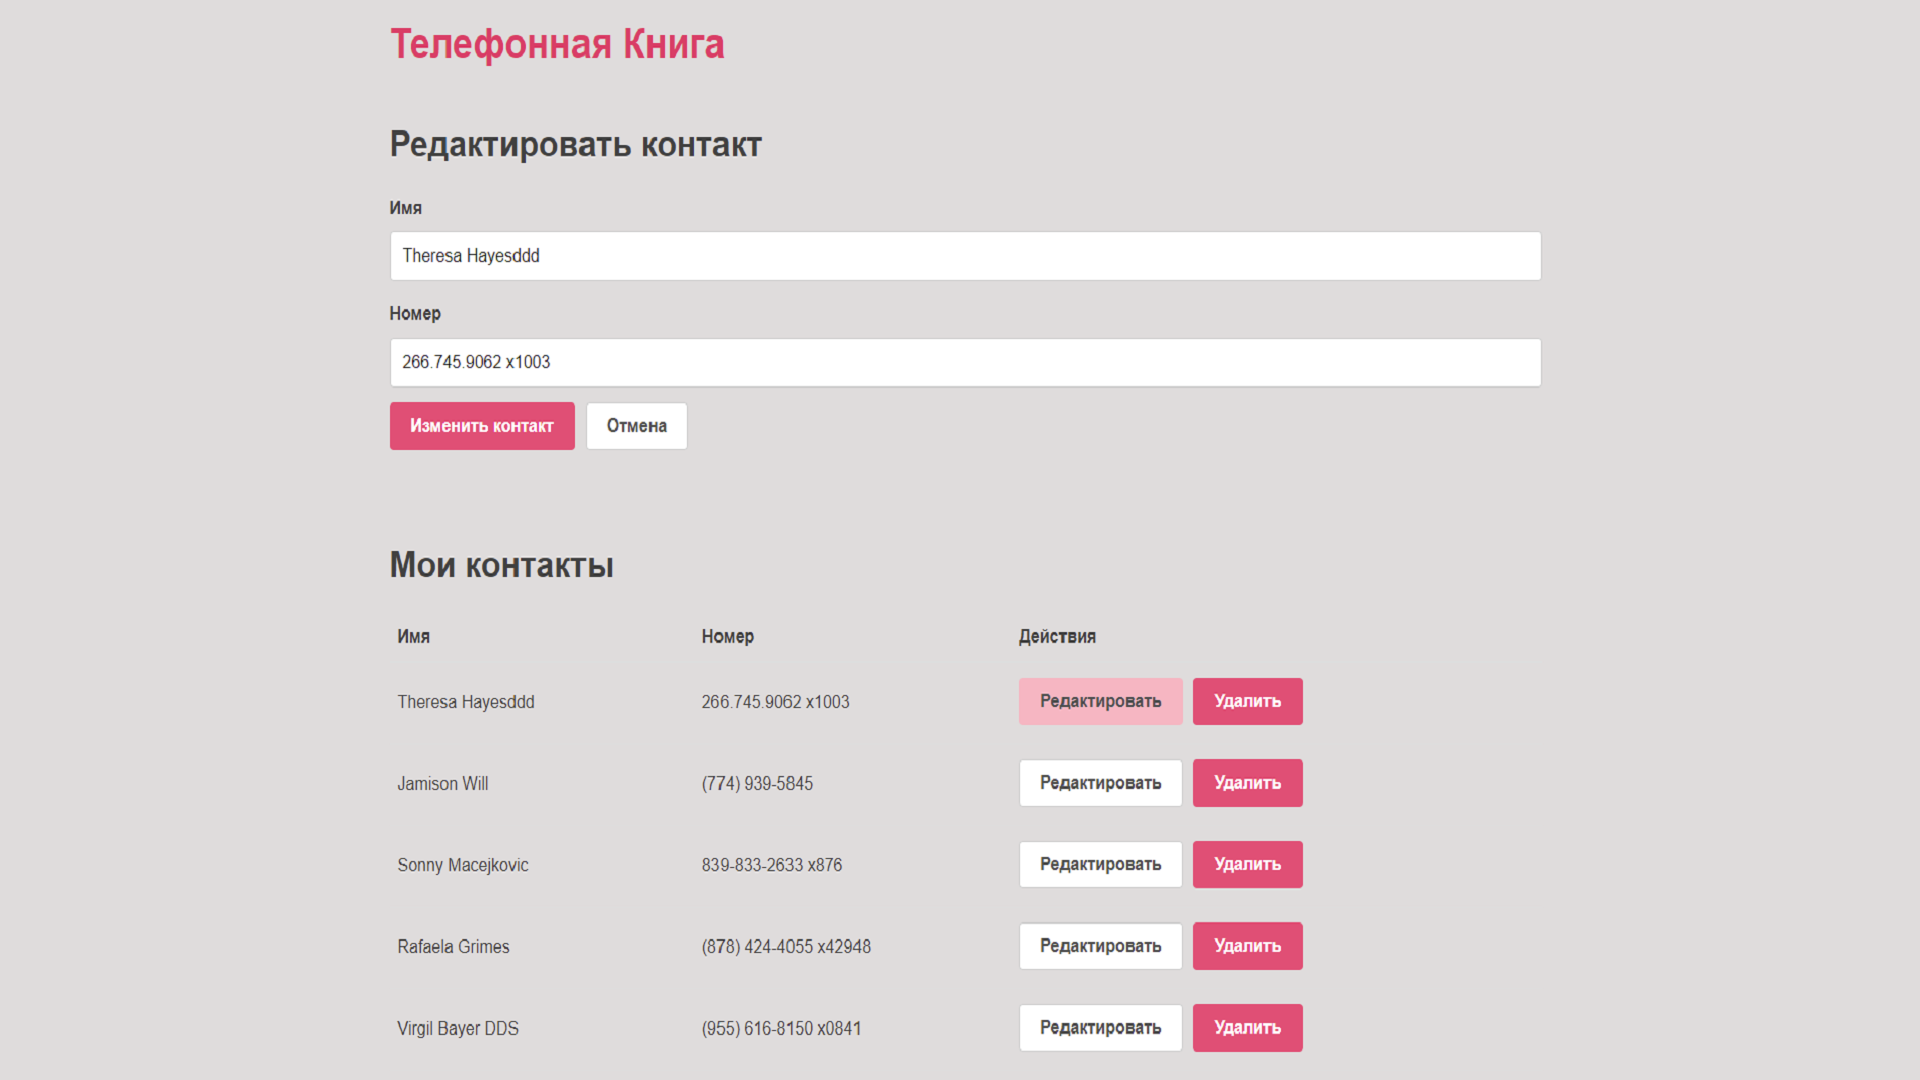 Телефонная Книга
Редактировать контакт
Имя
Theresa Hayesddd
Номер
266.745.9062 x1003
Изменить контакт Отмена
Мои контакты
Имя Номер Действия
Theresa Hayesddd 266.745.9062 x1003 Редактировать Удалить
Jamison Will (774) 939-5845 Редактировать Удалить
Sonny Macejkovic 839-833-2633 x876 Редактировать Удалить
Rafaela Grimes (878) 424-4055 x42948 Редактировать Удалить
Virgil Bayer DDS (955) 616-8150 x0841 Редактировать Удалить